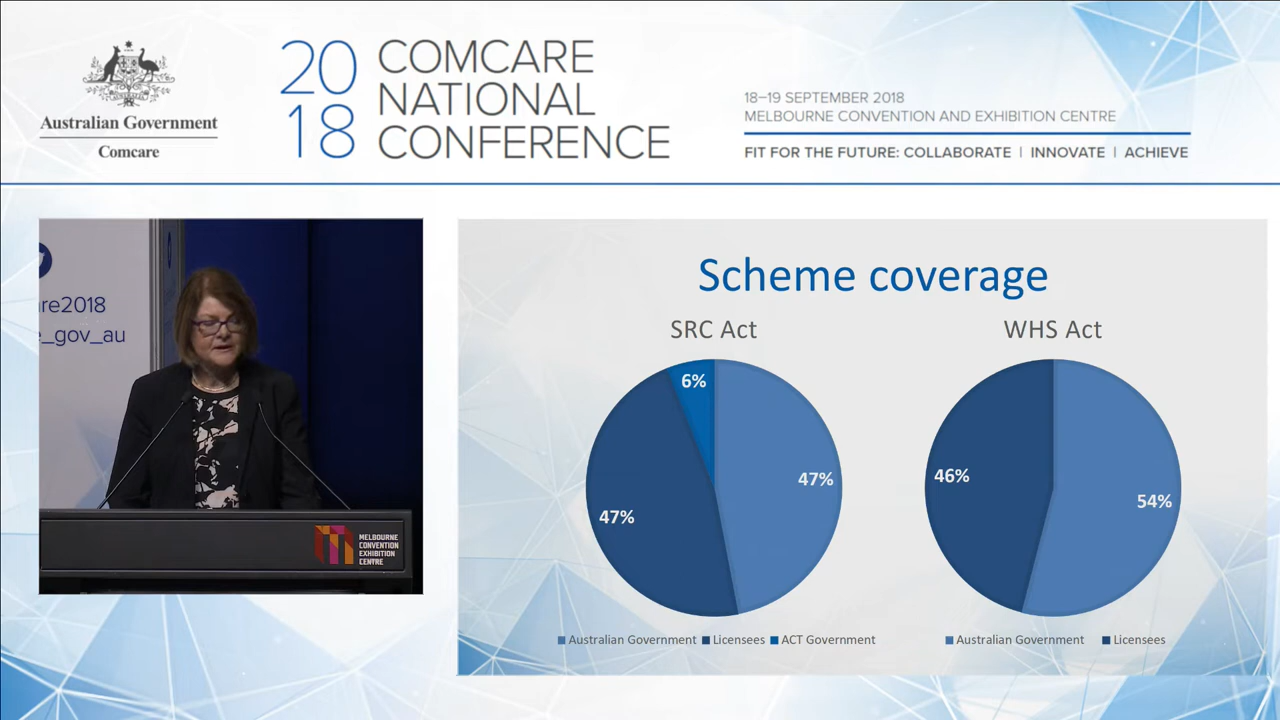 Australian Government
Comcare
20
18
COMCARE
NATIONAL
CONFERENCE
18–19 SEPTEMBER 2018
MELBOURNE CONVENTION AND EXHIBITION CENTRE
FIT FOR THE FUTURE: COLLABORATE | INNOVATE | ACHIEVE
re2018
_gov_au
MELBOURNE
CONVENTION
EXHIBITION
CENTRE
Scheme coverage
SRC Act
6%
47%
47%
Australian Government Licensees ACT Government
WHS Act
46%
54%
Australian Government Licensees